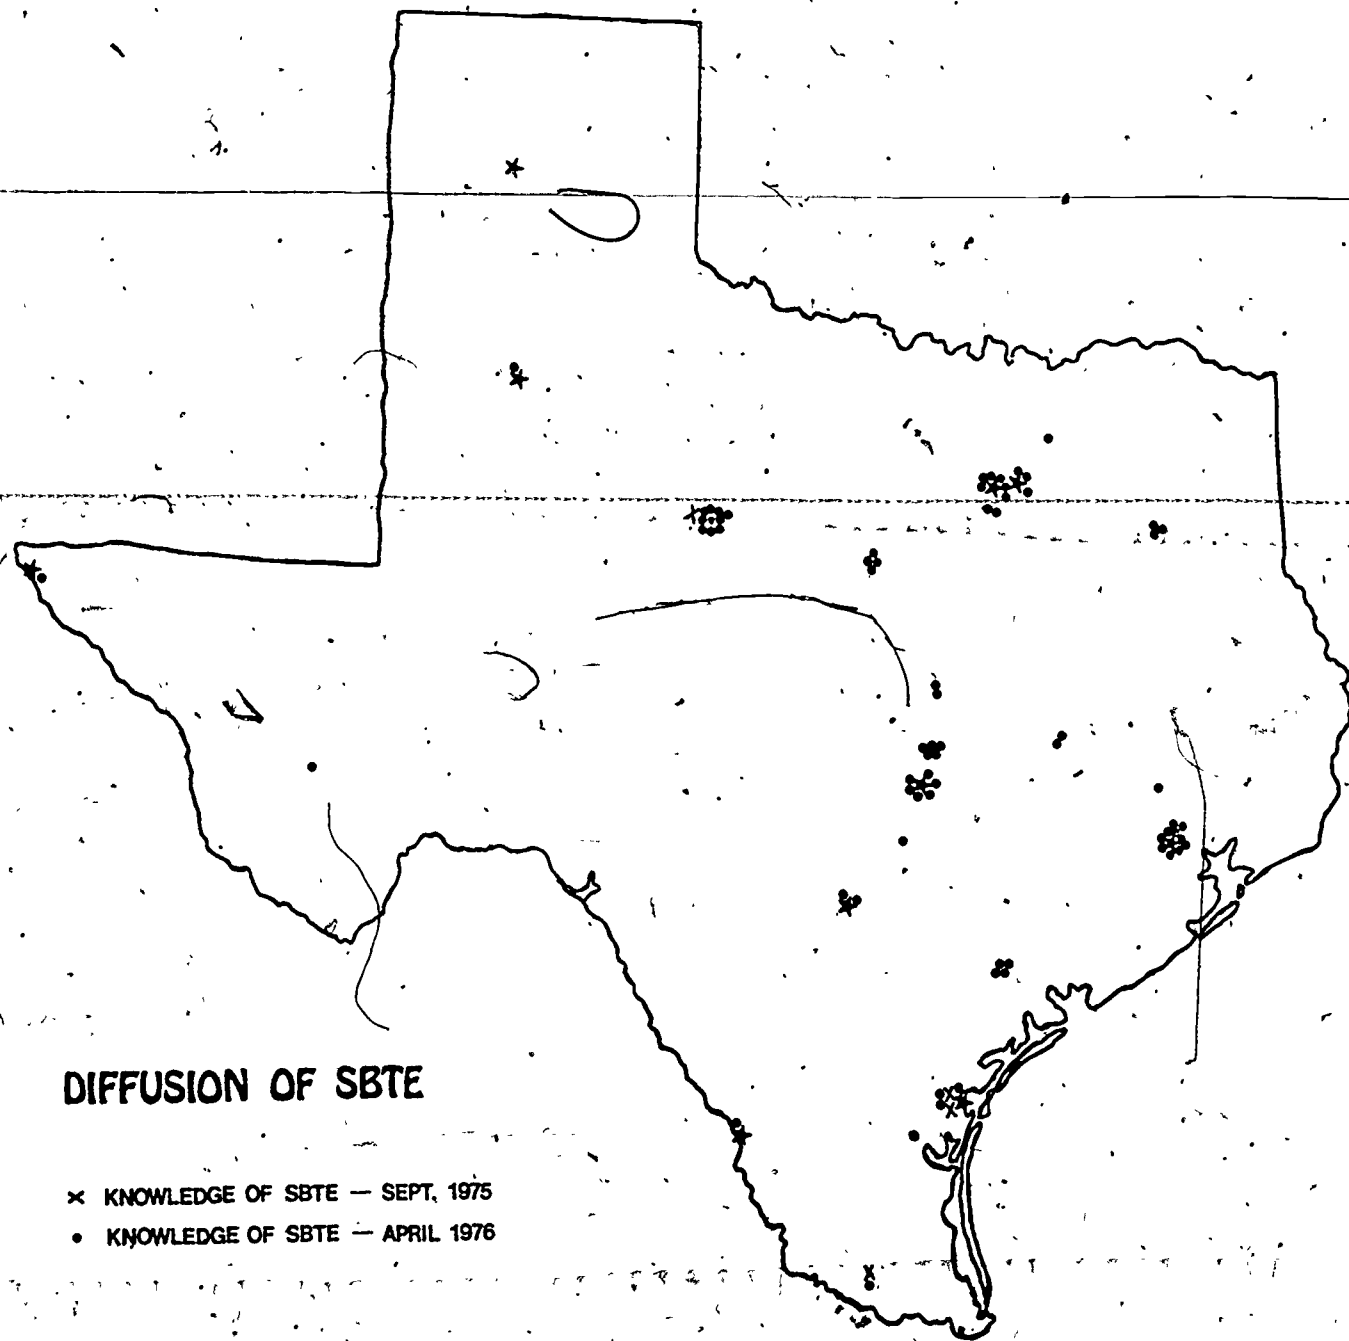 DIFFUSION OF SBTE
× KNOWLEDGE OF SBTE — SEPT. 1975
• KNOWLEDGE OF SBTE — APRIL 1976